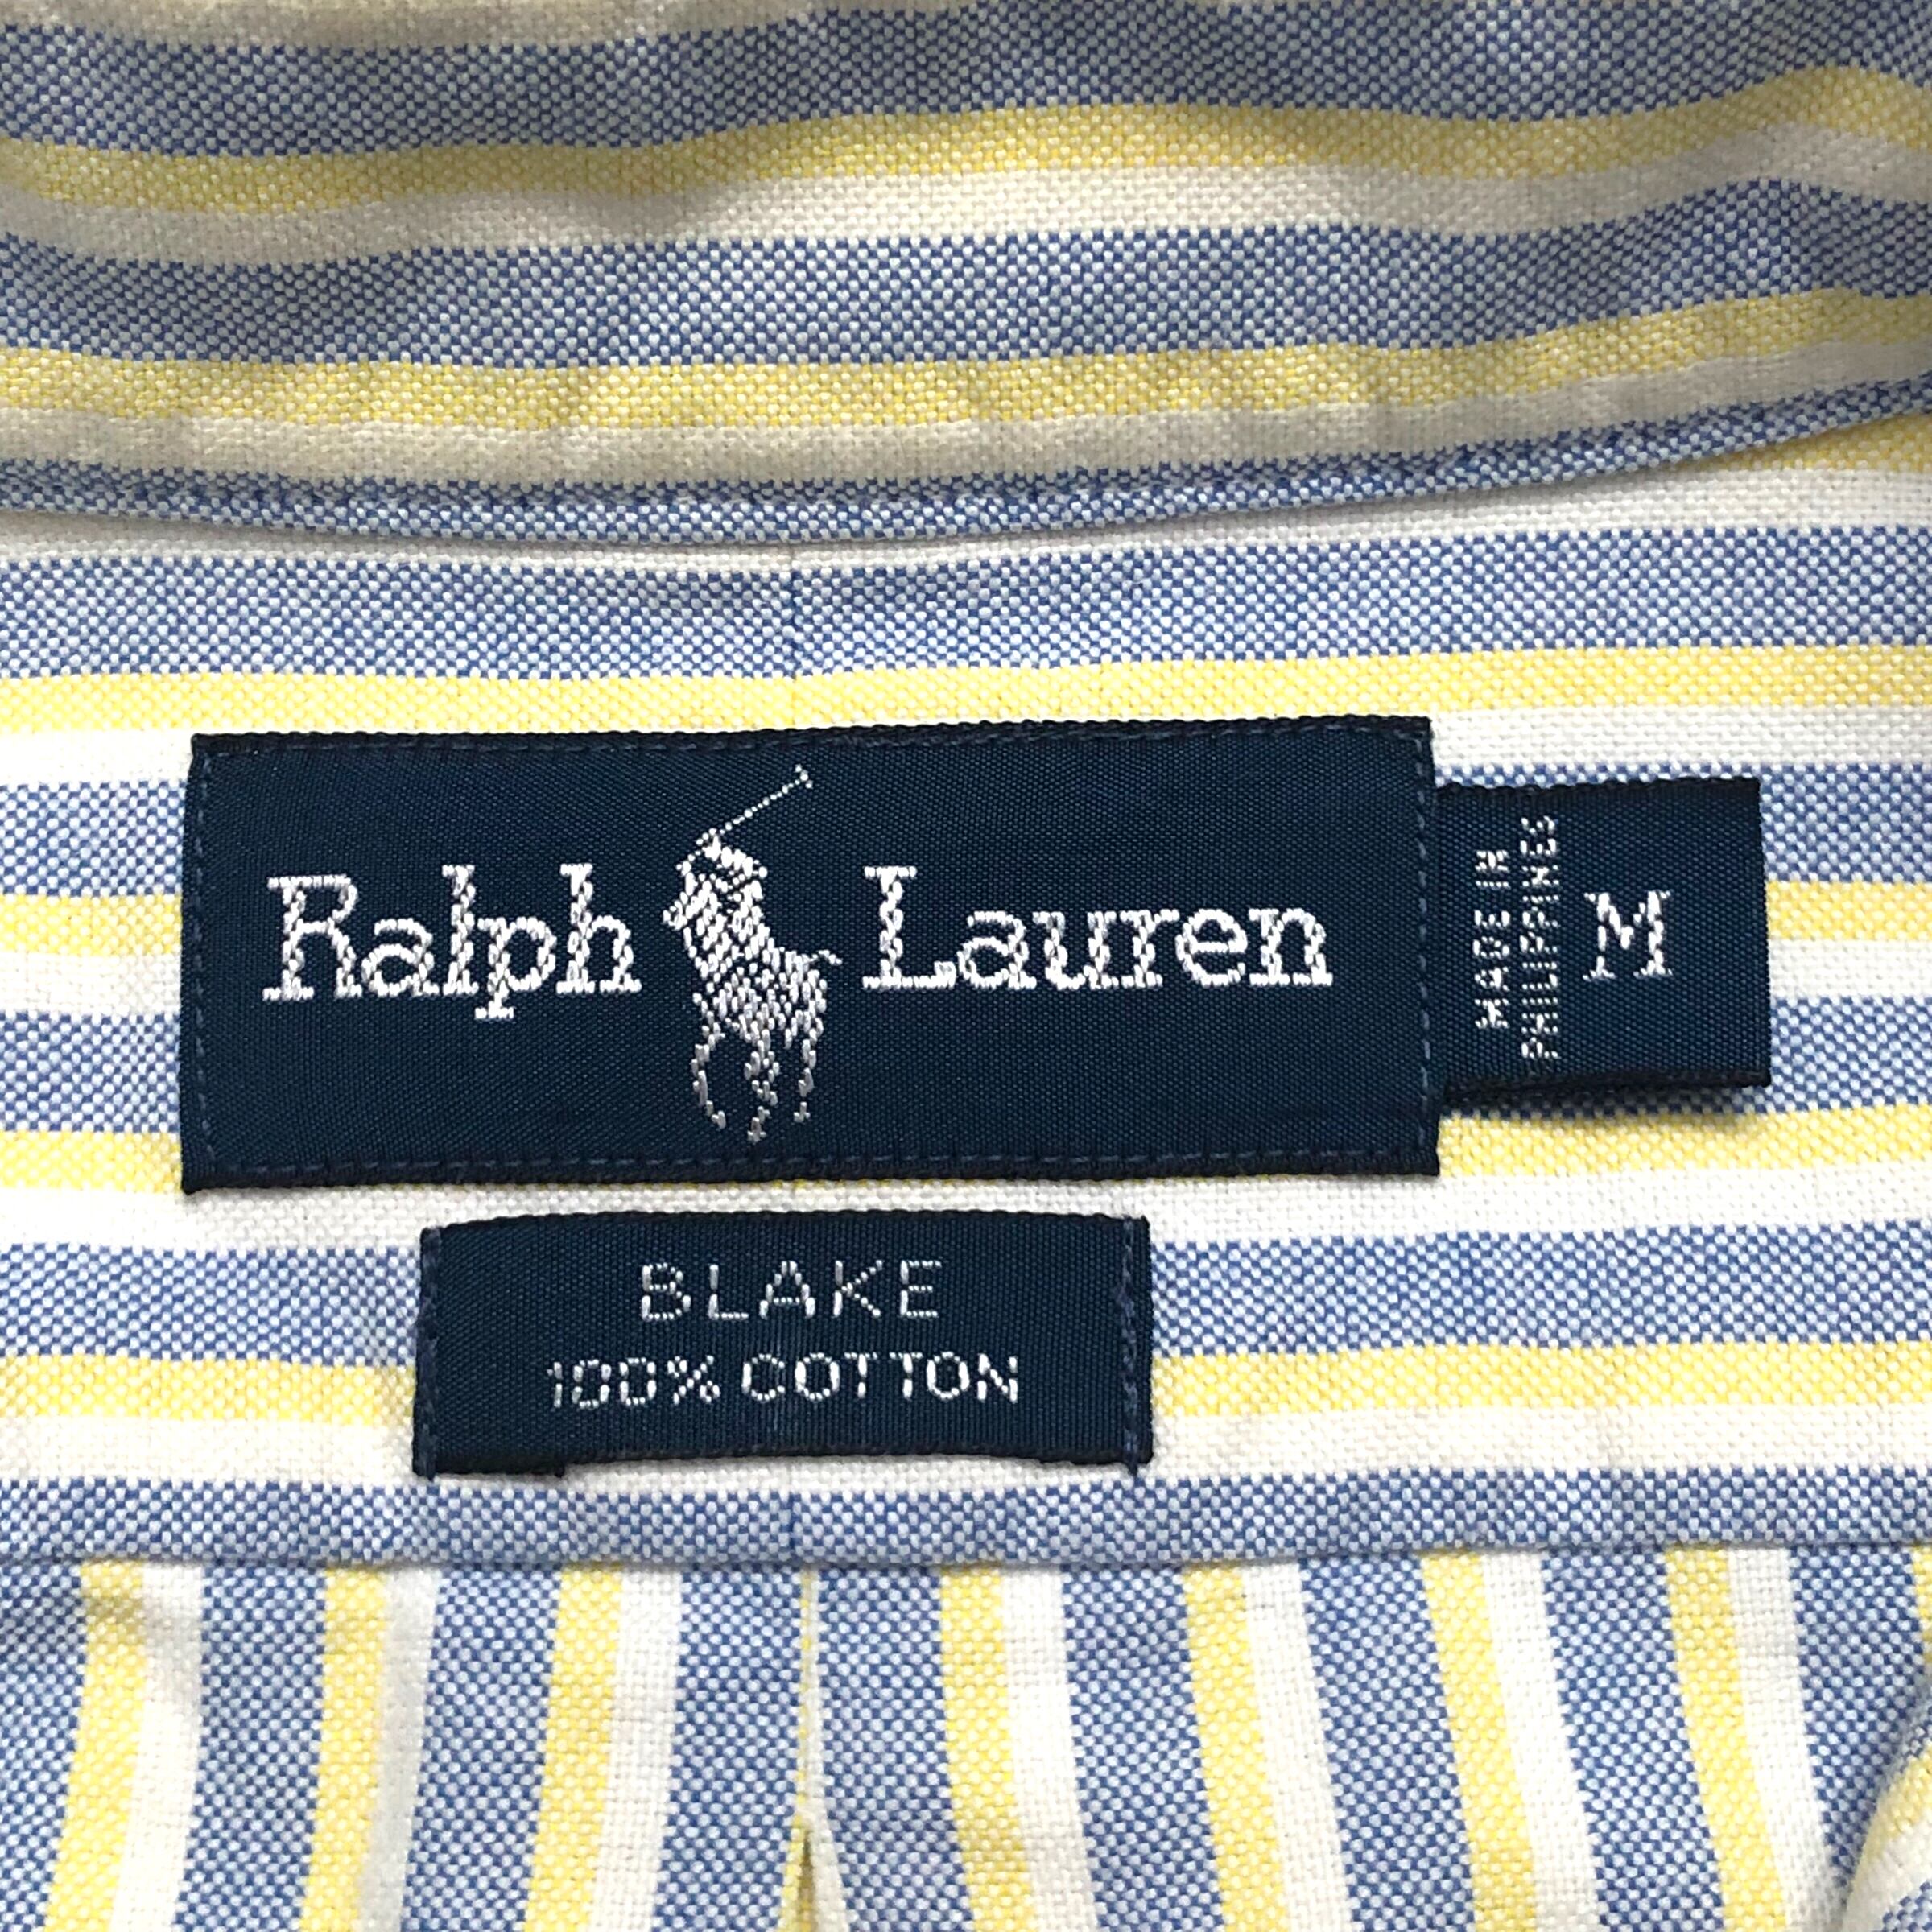 Ralph Lauren
MADE IN
PHILIPPINES
M
BLAKE
100% COTTON